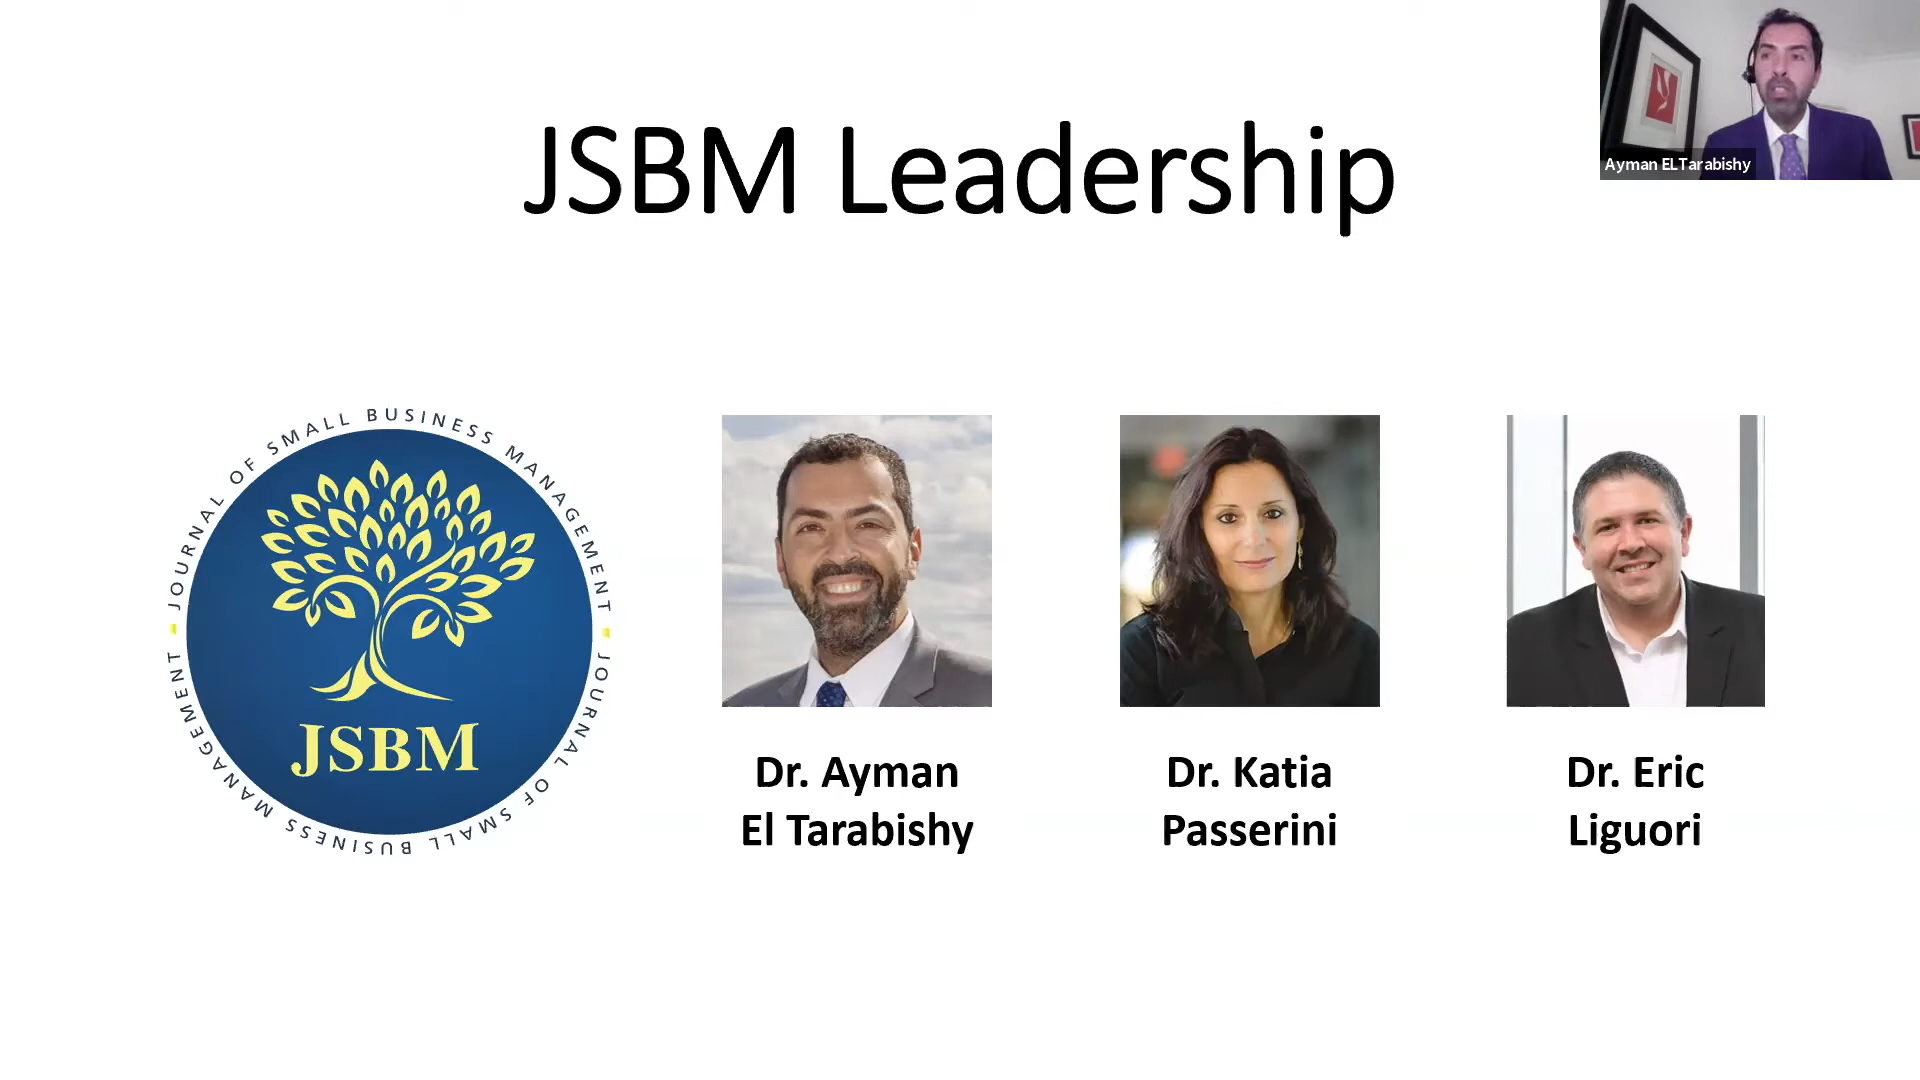 JSBM Leadership
Ayman ELTarabishy
JOURNAL OF SMALL BUSINESS MANAGEMENT
JOURNAL OF SMALL BUSINESS MANAGEMENT
JSBM
Dr. Ayman
El Tarabishy
Dr. Katia
Passerini
Dr. Eric
Liguori